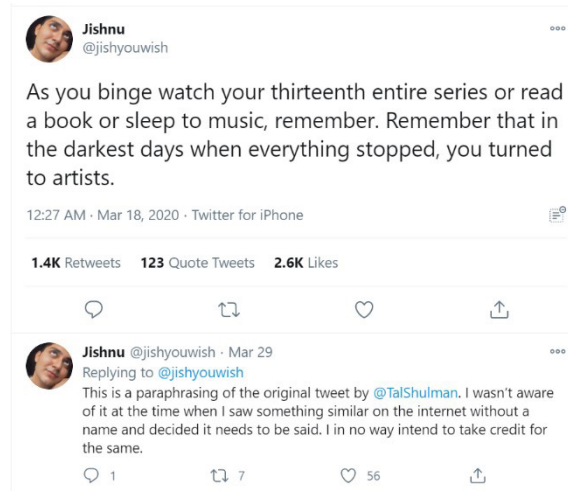 Jishnu
@jishyouwish
As you binge watch your thirteenth entire series or read
a book or sleep to music, remember. Remember that in
the darkest days when everything stopped, you turned
to artists.
12:27 AM · Mar 18, 2020 · Twitter for iPhone
1.4K Retweets 123 Quote Tweets 2.6K Likes
Jishnu @jishyouwish · Mar 29
Replying to @jishyouwish
This is a paraphrasing of the original tweet by @TalShulman. I wasn't aware
of it at the time when I saw something similar on the internet without a
name and decided it needs to be said. I in no way intend to take credit for
the same.
1 7 56